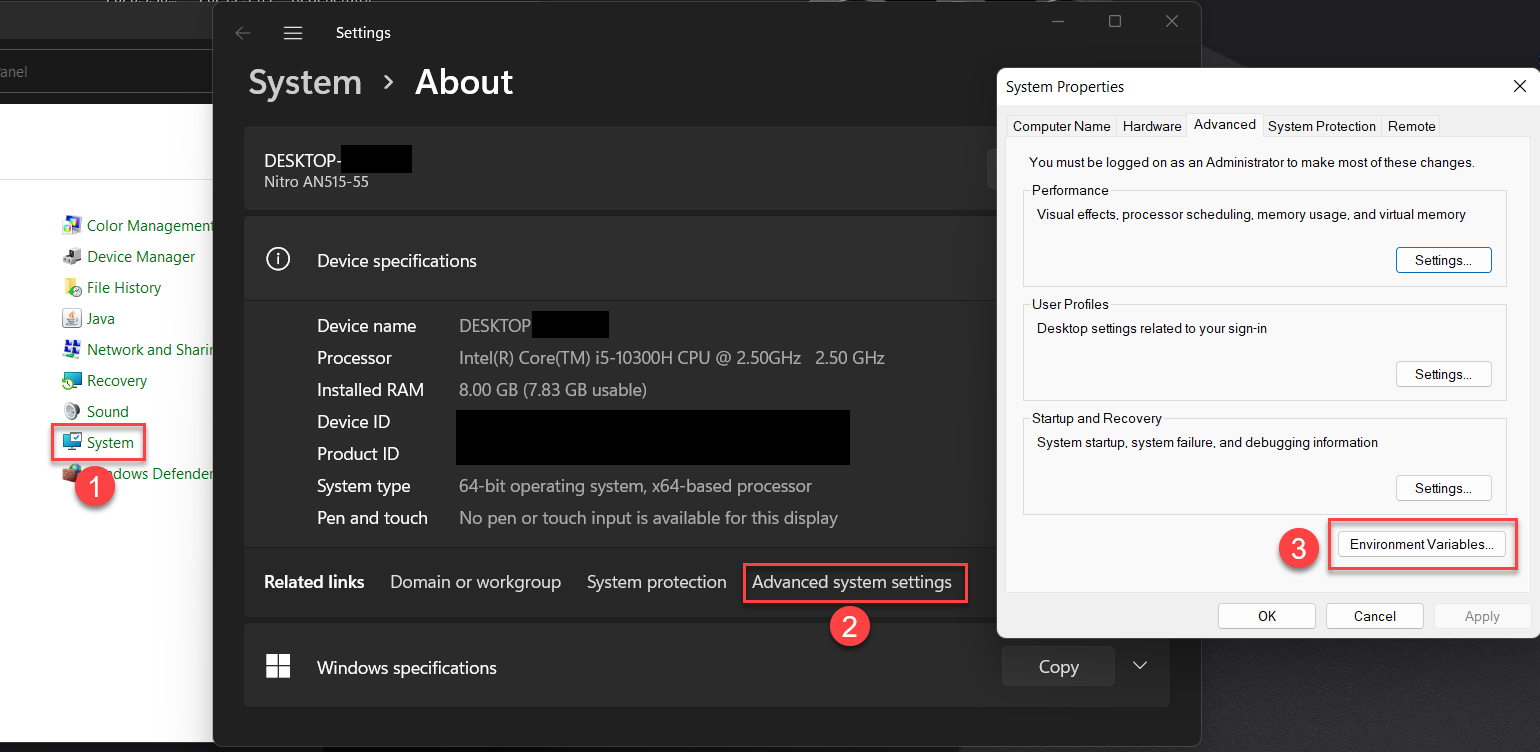 Settings
anel
System > About
DESKTOP-
Nitro AN515-55
Color Management
Device Manager
File History
Java
Network and Sharin
Recovery
Sound
System
1
ndows Defender
Device specifications
Device name DESKTOP
Processor Intel(R) Core(TM) i5-10300H CPU @ 2.50GHz 2.50 GHz
Installed RAM 8.00 GB (7.83 GB usable)
Device ID
Product ID
System type 64-bit operating system, x64-based processor
Pen and touch No pen or touch input is available for this display
Related links Domain or workgroup System protection Advanced system settings
2
Windows specifications
Copy
System Properties
Computer Name Hardware Advanced System Protection Remote
You must be logged on as an Administrator to make most of these changes.
Performance
Visual effects, processor scheduling, memory usage, and virtual memory
Settings...
User Profiles
Desktop settings related to your sign-in
Settings...
Startup and Recovery
System startup, system failure, and debugging information
Settings...
3
Environment Variables...
OK Cancel Apply